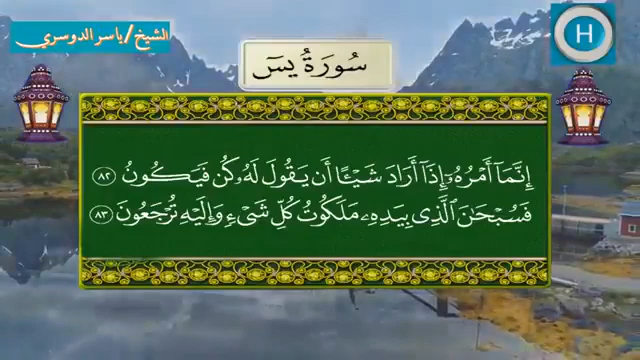 الشيخ/ياسر الدوسري
H
سُورَةُ يسٓ
إِنَّمَآ أَمْرُهُۥٓ إِذَآ أَرَادَ شَيْـًٔا أَن يَقُولَ لَهُۥ كُن فَيَكُونُ ٨٢
فَسُبْحَـٰنَ ٱلَّذِى بِيَدِهِۦ مَلَكُوتُ كُلِّ شَىْءٍ وَإِلَيْهِ تُرْجَعُونَ ٨٣